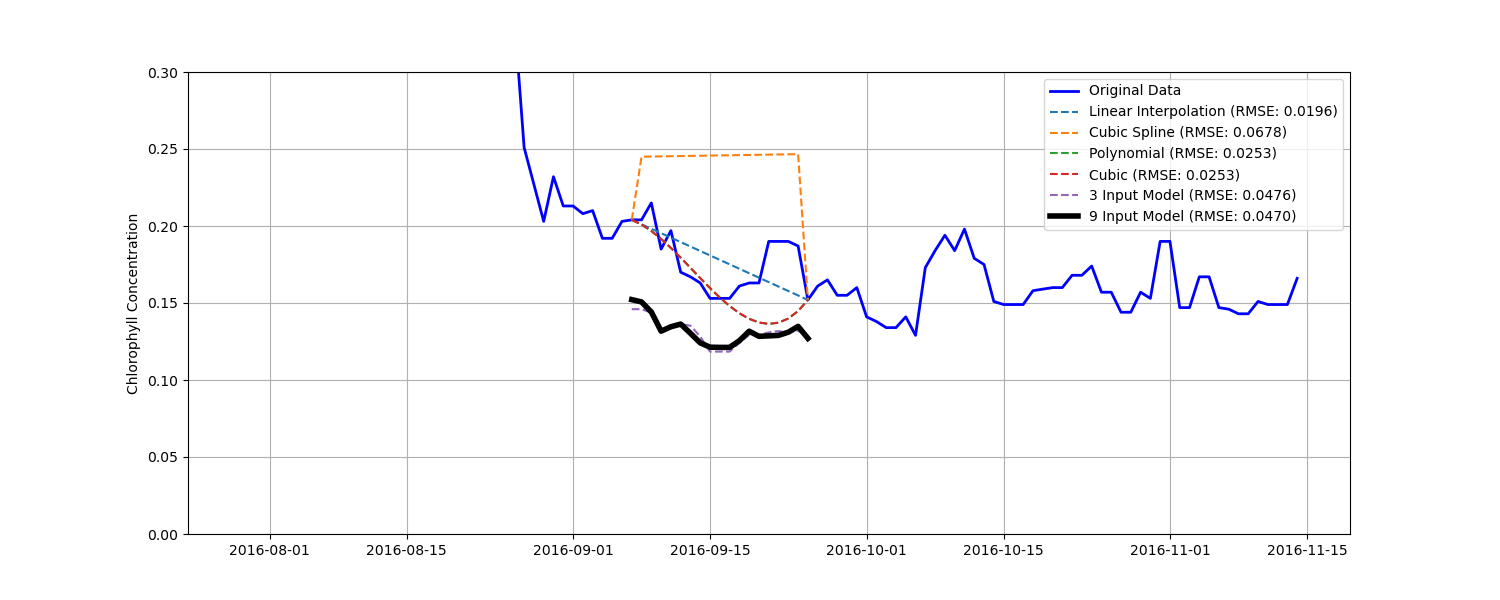 Chlorophyll Concentration
0.30
0.25
0.20
0.15
0.10
0.05
0.00
2016-08-01 2016-08-15 2016-09-01 2016-09-15 2016-10-01 2016-10-15 2016-11-01 2016-11-15
Original Data
Linear Interpolation (RMSE: 0.0196)
Cubic Spline (RMSE: 0.0678)
Polynomial (RMSE: 0.0253)
Cubic (RMSE: 0.0253)
3 Input Model (RMSE: 0.0476)
9 Input Model (RMSE: 0.0470)